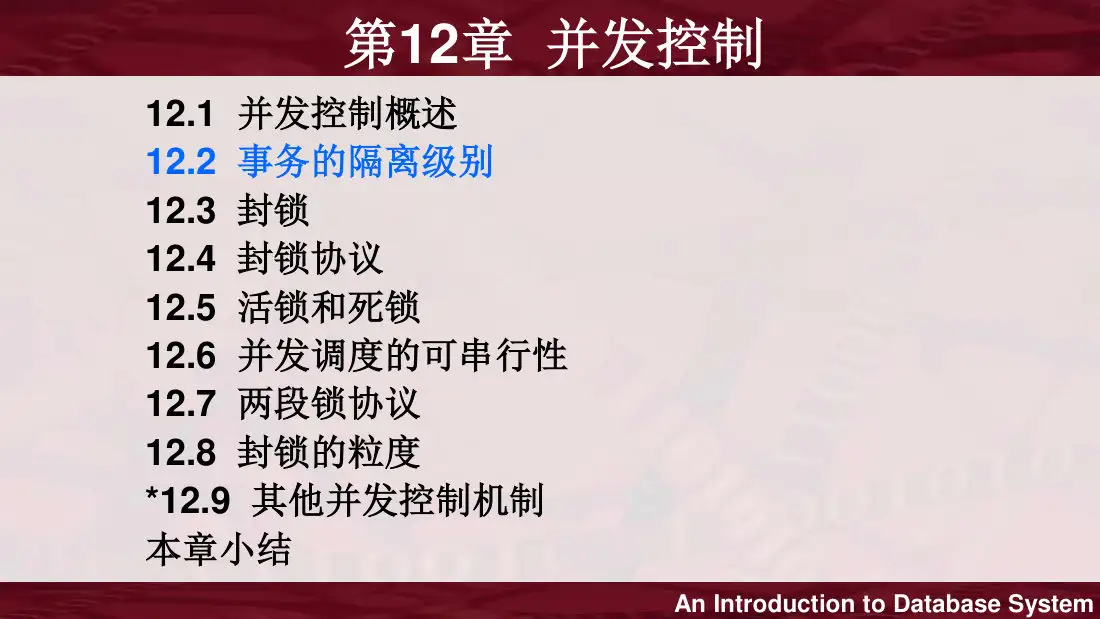 第12章 并发控制
12.1 并发控制概述
12.2 事务的隔离级别
12.3 封锁
12.4 封锁协议
12.5 活锁和死锁
12.6 并发调度的可串行性
12.7 两段锁协议
12.8 封锁的粒度
*12.9 其他并发控制机制
本章小结
An Introduction to Database System